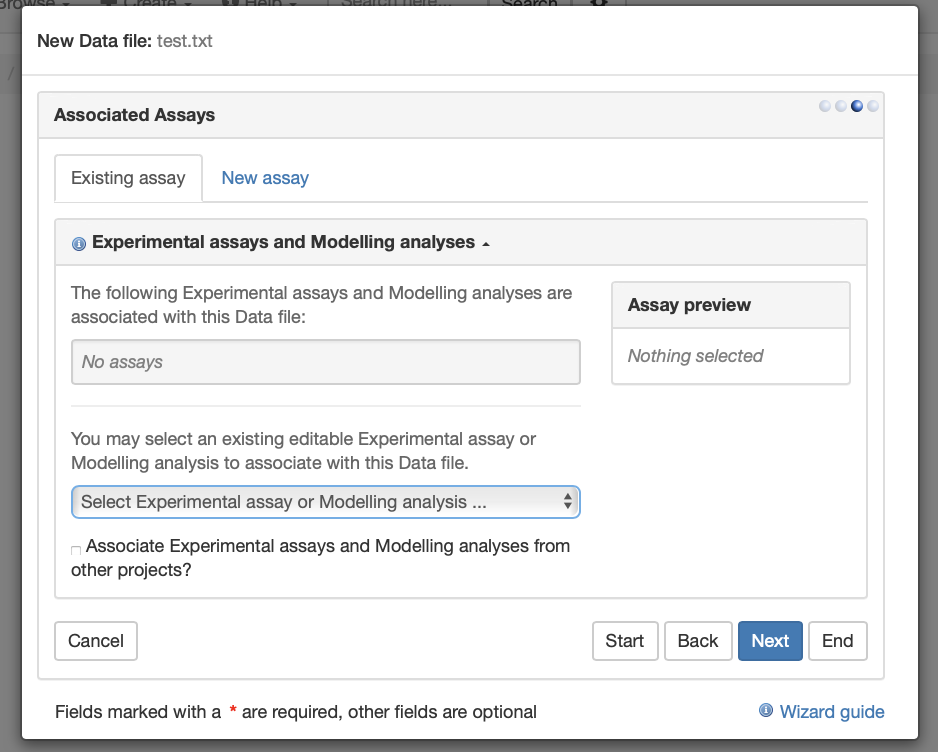 Browse
Create
Help
Search here...
Search
New Data file: test.txt
/
Associated Assays
Existing assay
New assay
Experimental assays and Modelling analyses
The following Experimental assays and Modelling analyses are
associated with this Data file:
No assays
Assay preview
Nothing selected
You may select an existing editable Experimental assay or
Modelling analysis to associate with this Data file.
Select Experimental assay or Modelling analysis ...
Associate Experimental assays and Modelling analyses from
other projects?
Cancel
Start
Back
Next
End
Fields marked with a * are required, other fields are optional
Wizard guide